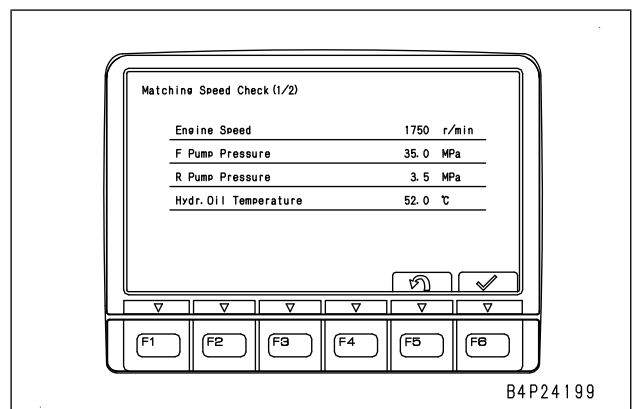 Matching Speed Check(1/2)
Engine Speed 1750 r/min
F Pump Pressure 35.0 MPa
R Pump Pressure 3.5 MPa
Hydr.Oil Temperature 52.0 ℃
F1 F2 F3 F4 F5 F6
B4P24199